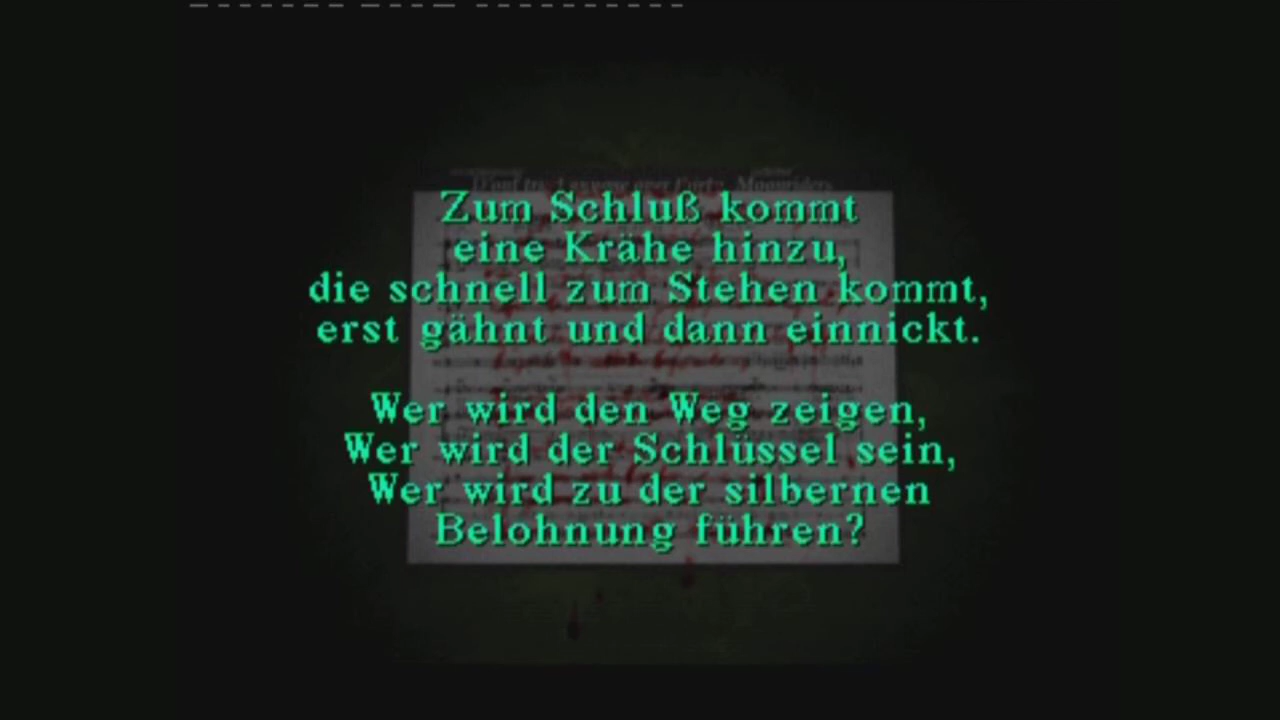 Zum Schluß kommt
eine Krähe hinzu,
die schnell zum Stehen kommt,
erst gähnt und dann einnickt.
Wer wird den Weg zeigen,
Wer wird der Schlüssel sein,
Wer wird zu der silbernen
Belohnung führen?